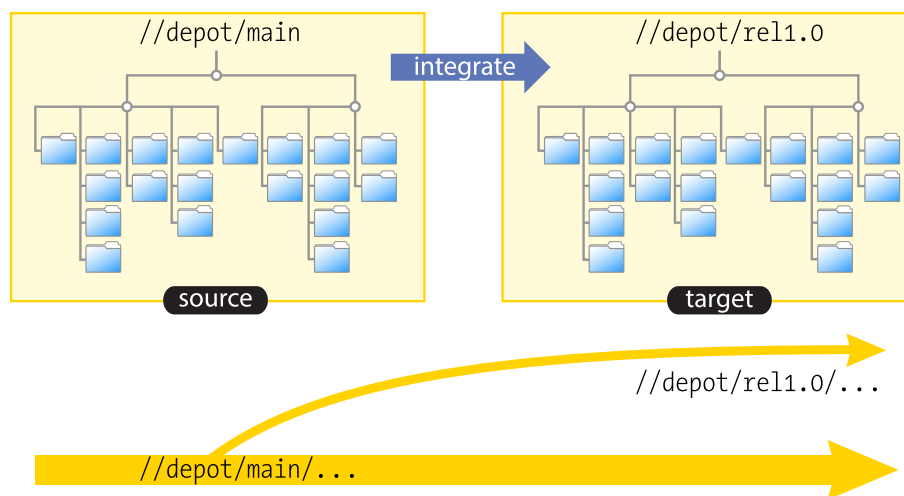 //depot/main
//depot/rel1.0
integrate
source
target
//depot/rel1.0/...
//depot/main/...